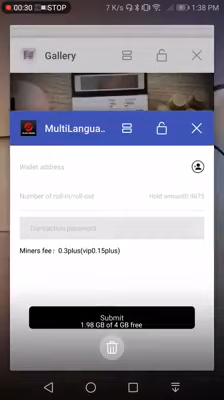 00:30 STOP 7 K/s 1:38 PM
Gallery
MultiLangua..
Wallet address
Number of roll-in/roll-out Hold amount: 9675
Transaction password
Miners fee: 0.3plus(vip0.15plus)
Submit
1.98 GB of 4 GB free